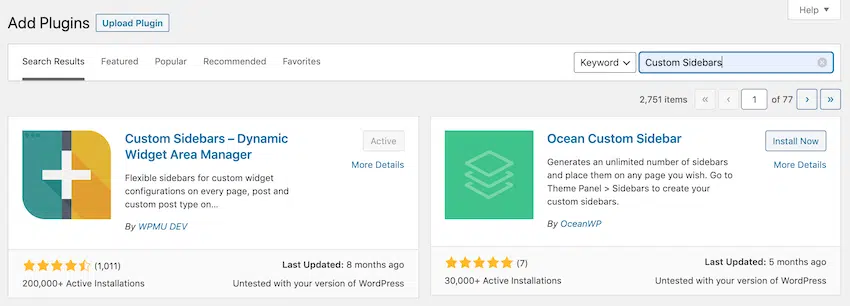 Help ▼
Add Plugins Upload Plugin
Search Results Featured Popular Recommended Favorites Keyword Custom Sidebars
2,751 items « ‹ 1 of 77 › »
Custom Sidebars – Dynamic
Widget Area Manager
Active
More Details
Flexible sidebars for custom widget
configurations on every page, post and
custom post type on...
By WPMU DEV
(1,011)
Last Updated: 8 months ago
200,000+ Active Installations
Untested with your version of WordPress
Ocean Custom Sidebar
Install Now
More Details
Generates an unlimited number of sidebars
and place them on any page you wish. Go to
Theme Panel > Sidebars to create your
custom sidebars.
By OceanWP
(7)
Last Updated: 5 months ago
30,000+ Active Installations
Untested with your version of WordPress